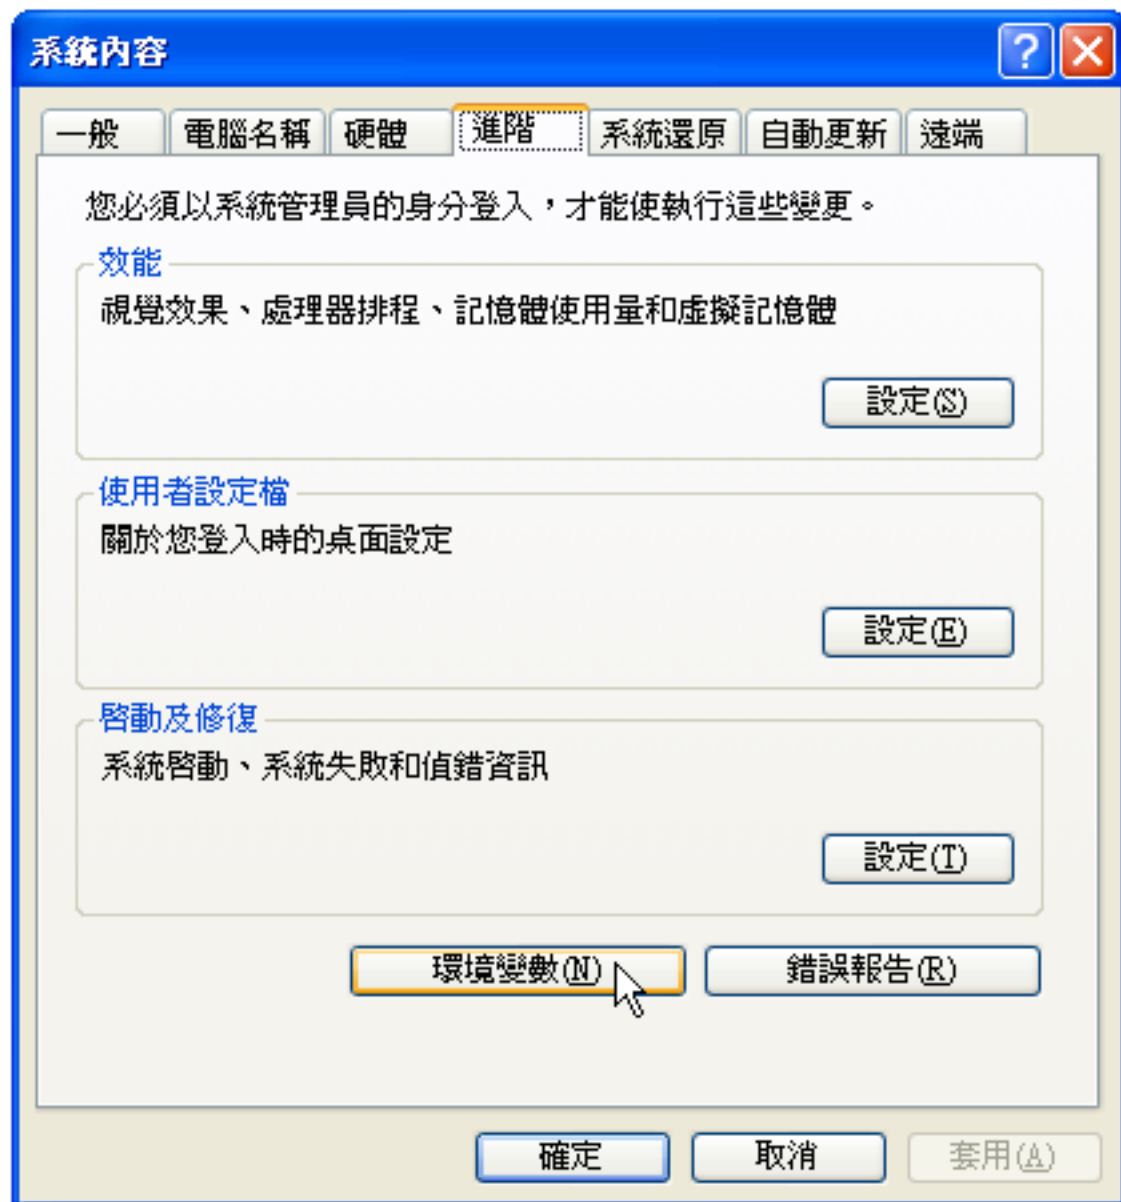 系統內容
一般 電腦名稱 硬體 進階 系統還原 自動更新 遠端
您必須以系統管理員的身分登入，才能使執行這些變更。
效能
視覺效果、處理器排程、記憶體使用量和虛擬記憶體
設定(S)
使用者設定檔
關於您登入時的桌面設定
設定(E)
啓動及修復
系統啓動、系統失敗和偵錯資訊
設定(T)
環境變數(N) 錯誤報告(R)
確定 取消 套用(A)